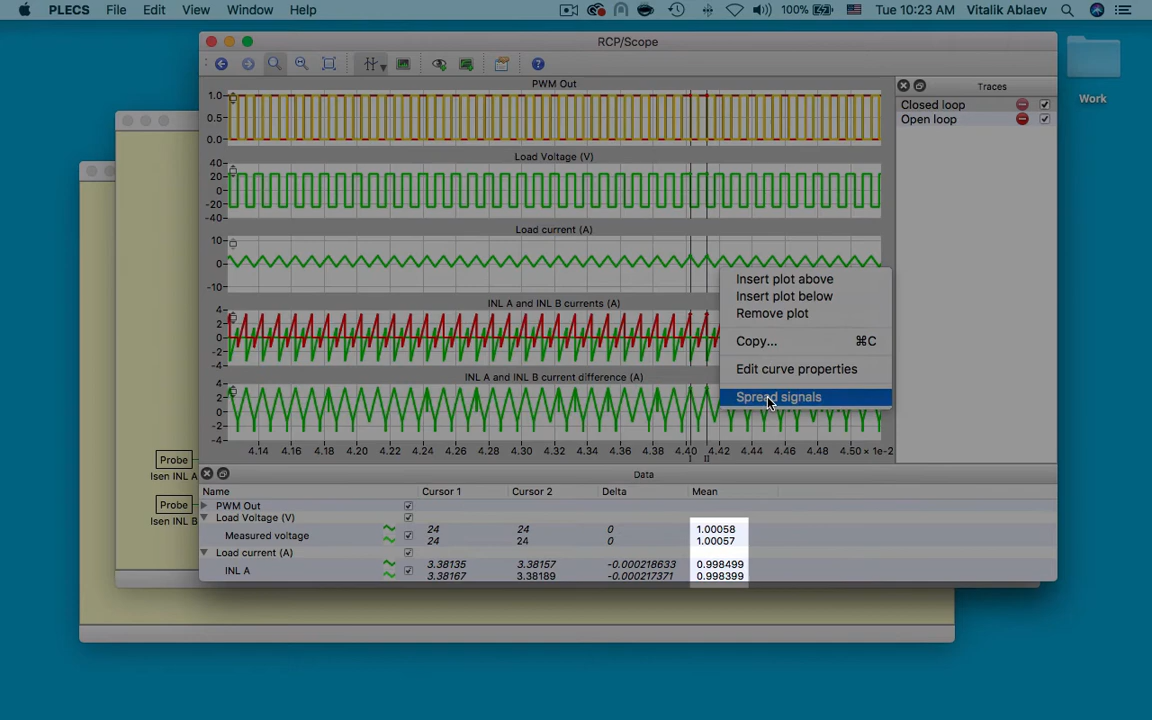 PLECS File Edit View Window Help 100% Tue 10:23 AM Vitalik Ablaev
RCP/Scope
Work
PWM Out
1.0
0.5
0.0
Load Voltage (V)
40
20
0
-20
-40
Load current (A)
10
0
-10
INL A and INL B currents (A)
4
2
0
-2
-4
INL A and INL B current difference (A)
4
2
0
-2
-4
4.14 4.16 4.18 4.20 4.22 4.24 4.26 4.28 4.30 4.32 4.34 4.36 4.38 4.40 4.42 4.44 4.46 4.48 4.50 × 1e-2
I II
Traces
Closed loop
Open loop
Insert plot above
Insert plot below
Remove plot
Copy... ⌘C
Edit curve properties
Spread signals
Probe
Isen INL A
Probe
Isen INL B
Data
Name Cursor 1 Cursor 2 Delta Mean
PWM Out
Load Voltage (V)
Measured voltage 24 24 0 1.00058
24 24 0 1.00057
Load current (A)
INL A 3.38135 3.38157 -0.000218633 0.998499
3.38167 3.38189 -0.000217371 0.998399